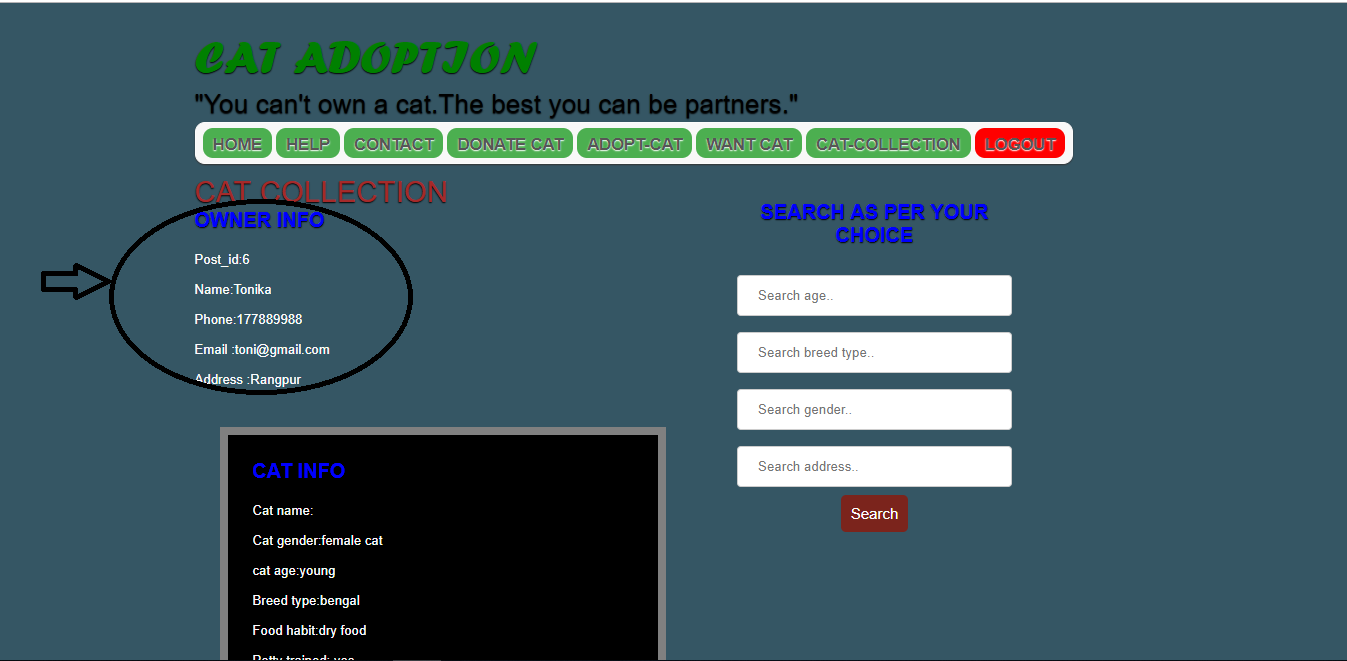 CAT ADOPTION
"You can't own a cat.The best you can be partners."
HOME HELP CONTACT DONATE CAT ADOPT-CAT WANT CAT CAT-COLLECTION LOGOUT
CAT COLLECTION
OWNER INFO
Post_id:6
Name:Tonika
Phone:177889988
Email :toni@gmail.com
Address :Rangpur
CAT INFO
Cat name:
Cat gender:female cat
cat age:young
Breed type:bengal
Food habit:dry food
Potty trained: yes
SEARCH AS PER YOUR
CHOICE
Search age..
Search breed type..
Search gender..
Search address..
Search